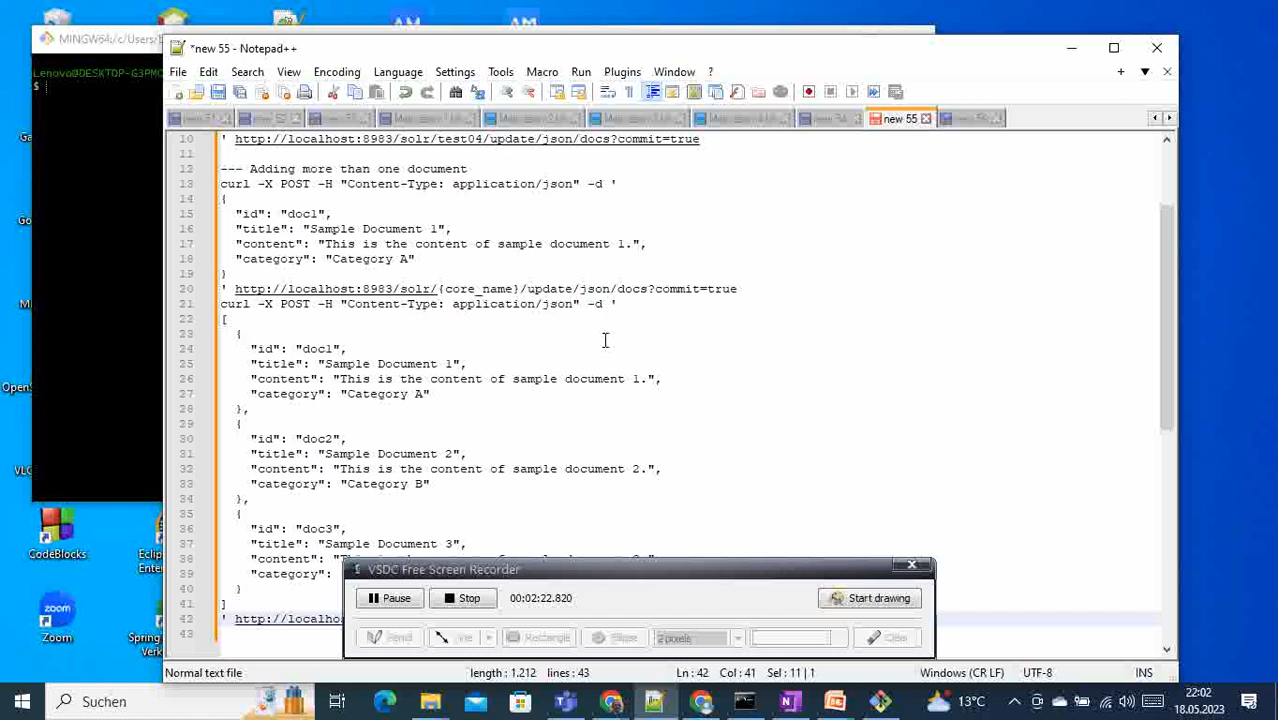 MINGW64:/c/Users/
*new 55 - Notepad++
File Edit Search View Encoding Language Settings Tools Macro Run Plugins Window ?
Lenovo@DESKTOP-G3PMO
$
new 55
10 ' http://localhost:8983/solr/test04/update/json/docs?commit=true
11
12 --- Adding more than one document
13 curl -X POST -H "Content-Type: application/json" -d '
14 {
15 "id": "doc1",
16 "title": "Sample Document 1",
17 "content": "This is the content of sample document 1.",
18 "category": "Category A"
19 }
20 ' http://localhost:8983/solr/{core_name}/update/json/docs?commit=true
21 curl -X POST -H "Content-Type: application/json" -d '
22 [
23 {
24 "id": "doc1",
25 "title": "Sample Document 1",
26 "content": "This is the content of sample document 1.",
27 "category": "Category A"
28 },
29 {
30 "id": "doc2",
31 "title": "Sample Document 2",
32 "content": "This is the content of sample document 2.",
33 "category": "Category B"
34 },
35 {
36 "id": "doc3",
37 "title": "Sample Document 3",
38 "content":
39 "category":
40 }
41 ]
42 ' http://localhos
43
VSDC Free Screen Recorder
Pause Stop 00:02:22.820 Start drawing
Pencil Line Rectangle Ellipse 2 pixels Clear
CodeBlocks
Zoom
Normal text file length : 1.212 lines : 43 Ln : 42 Col : 41 Sel : 11 | 1 Windows (CR LF) UTF-8 INS
Suchen
13°C
22:02
18.05.2023